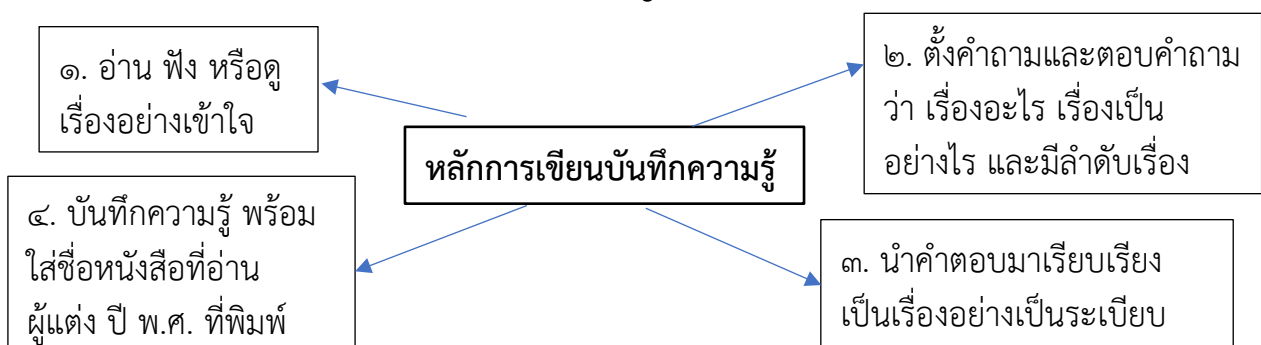 ๑. อ่าน ฟัง หรือดู
เรื่องอย่างเข้าใจ
๒. ตั้งคำถามและตอบคำถาม
ว่า เรื่องอะไร เรื่องเป็น
อย่างไร และมีลำดับเรื่อง
หลักการเขียนบันทึกความรู้
๔. บันทึกความรู้ พร้อม
ใส่ชื่อหนังสือที่อ่าน
ผู้แต่ง ปี พ.ศ. ที่พิมพ์
๓. นำคำตอบมาเรียบเรียง
เป็นเรื่องอย่างเป็นระเบียบ